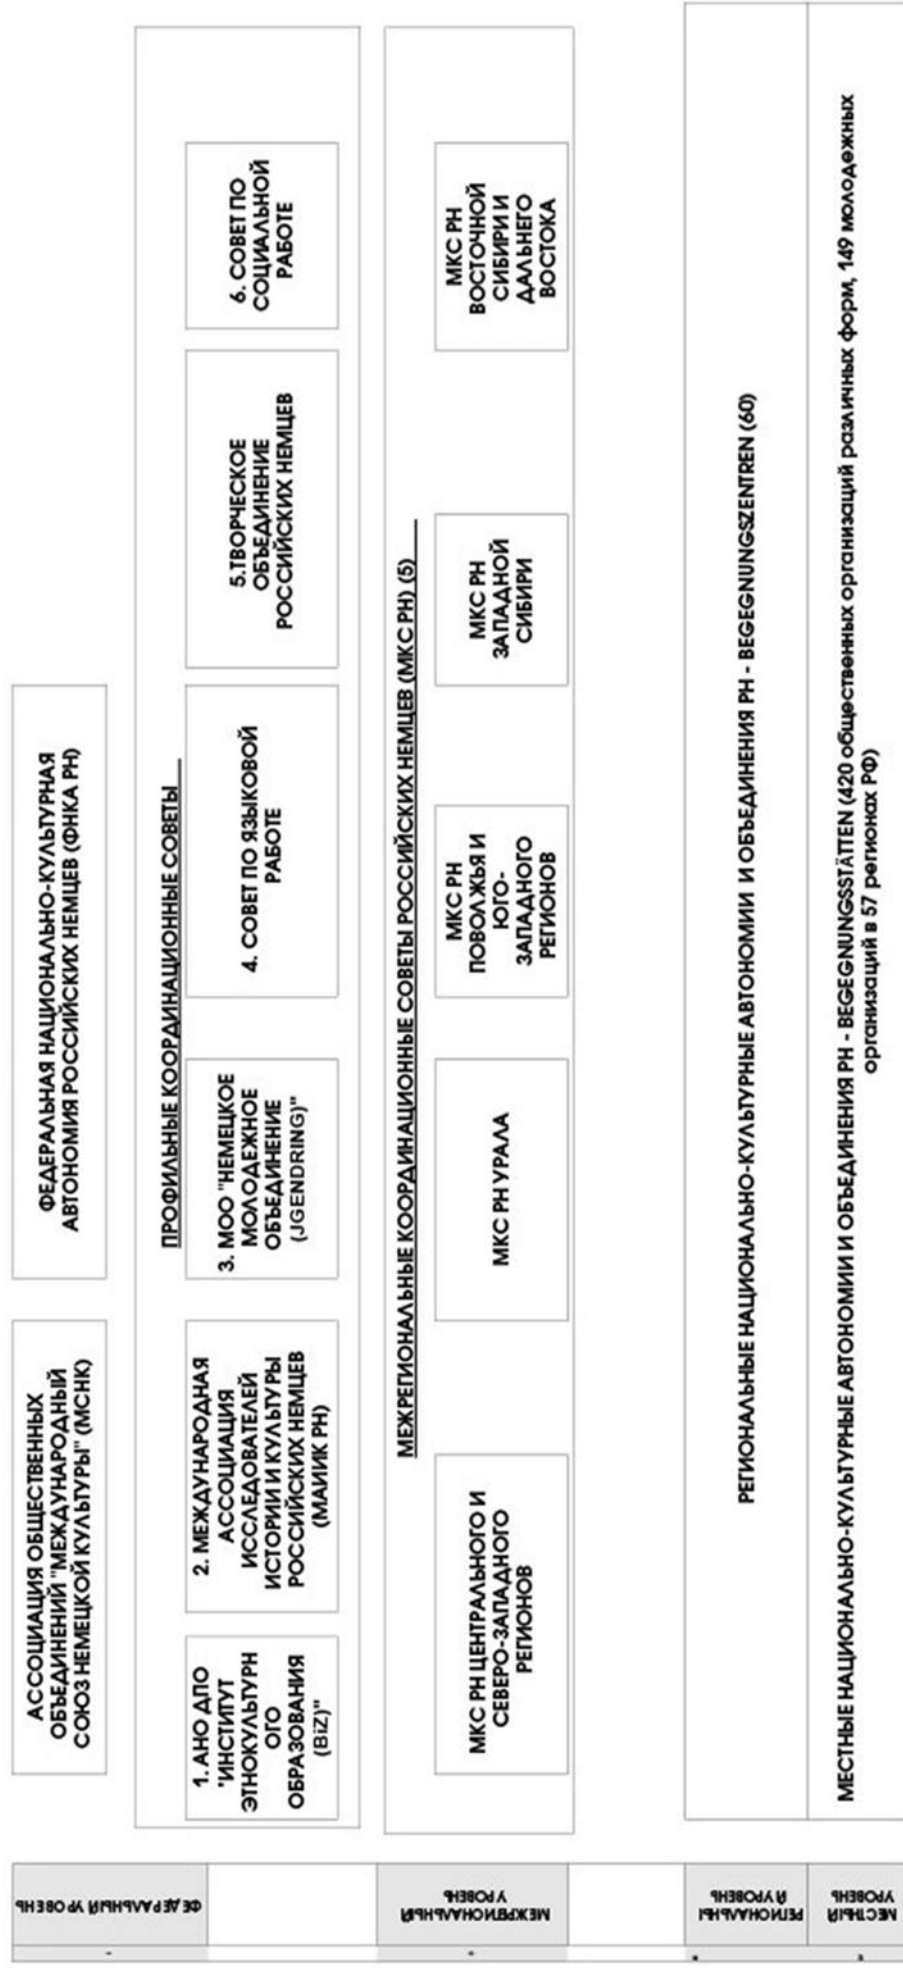 ФЕДЕРАЛЬНЫЙ УРОВЕНЬ
АССОЦИАЦИЯ ОБЩЕСТВЕННЫХ
ОБЪЕДИНЕНИЙ "МЕЖДУНАРОДНЫЙ
СОЮЗ НЕМЕЦКОЙ КУЛЬТУРЫ" (МСНК)
ФЕДЕРАЛЬНАЯ НАЦИОНАЛЬНО-КУЛЬТУРНАЯ
АВТОНОМИЯ РОССИЙСКИХ НЕМЦЕВ (ФНКА РН)
ПРОФИЛЬНЫЕ КООРДИНАЦИОННЫЕ СОВЕТЫ
1. АНО ДПО
"ИНСТИТУТ
ЭТНОКУЛЬТУРН
ОГО
ОБРАЗОВАНИЯ
(BiZ)"
2. МЕЖДУНАРОДНАЯ
АССОЦИАЦИЯ
ИССЛЕДОВАТЕЛЕЙ
ИСТОРИИ И КУЛЬТУРЫ
РОССИЙСКИХ НЕМЦЕВ
(МАИИК РН)
3. МОО "НЕМЕЦКОЕ
МОЛОДЕЖНОЕ
ОБЪЕДИНЕНИЕ
(JGENDRING)"
4. СОВЕТ ПО ЯЗЫКОВОЙ
РАБОТЕ
5.ТВОРЧЕСКОЕ
ОБЪЕДИНЕНИЕ
РОССИЙСКИХ НЕМЦЕВ
6. СОВЕТ ПО
СОЦИАЛЬНОЙ
РАБОТЕ
МЕЖРЕГИОНАЛЬНЫЙ
УРОВЕНЬ
МЕЖРЕГИОНАЛЬНЫЕ КООРДИНАЦИОННЫЕ СОВЕТЫ РОССИЙСКИХ НЕМЦЕВ (МКС РН) (5)
МКС РН ЦЕНТРАЛЬНОГО И
СЕВЕРО-ЗАПАДНОГО
РЕГИОНОВ
МКС РН УРАЛА
МКС РН
ПОВОЛЖЬЯ И
ЮГО-
ЗАПАДНОГО
РЕГИОНОВ
МКС РН
ЗАПАДНОЙ
СИБИРИ
МКС РН
ВОСТОЧНОЙ
СИБИРИ И
ДАЛЬНЕГО
ВОСТОКА
РЕГИОНАЛЬНЫ
Й УРОВЕНЬ
РЕГИОНАЛЬНЫЕ НАЦИОНАЛЬНО-КУЛЬТУРНЫЕ АВТОНОМИИ И ОБЪЕДИНЕНИЯ РН - BEGEGNUNGSZENTREN (60)
МЕСТНЫЙ
УРОВЕНЬ
МЕСТНЫЕ НАЦИОНАЛЬНО-КУЛЬТУРНЫЕ АВТОНОМИИ И ОБЪЕДИНЕНИЯ РН - BEGEGNUNGSSTÄTTEN (420 общественных организаций различных форм, 149 молодежных
организаций в 57 регионах РФ)